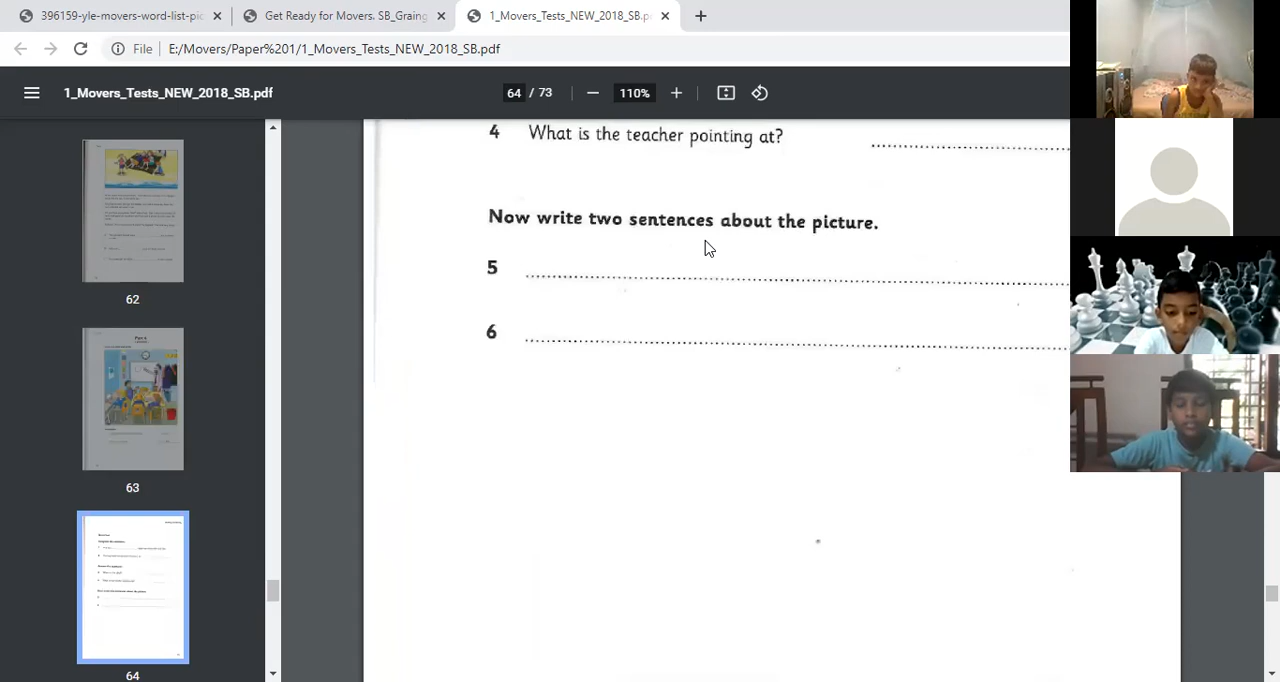 396159-yle-movers-word-list-pic
Get Ready for Movers. SB_Graing
1_Movers_Tests_NEW_2018_SB.p
File E:/Movers/Paper%201/1_Movers_Tests_NEW_2018_SB.pdf
1_Movers_Tests_NEW_2018_SB.pdf
64 / 73
110%
62
63
64
4 What is the teacher pointing at?
Now write two sentences about the picture.
5
6